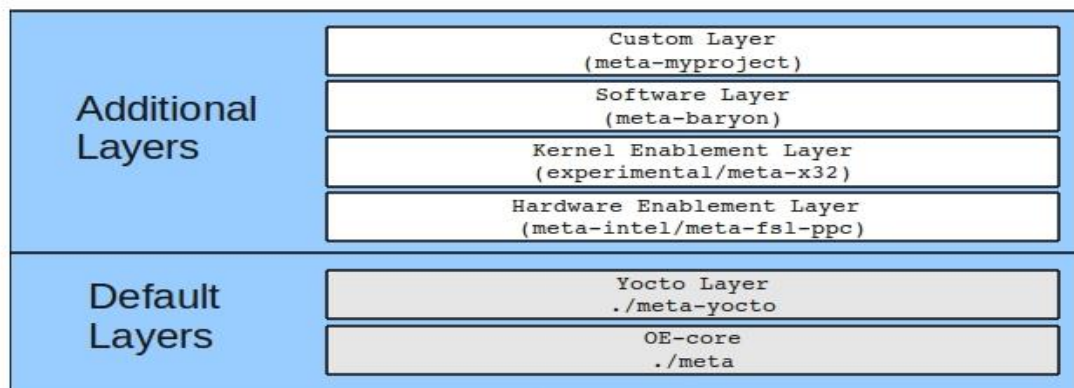 Additional
Layers
Custom Layer
(meta-myproject)
Software Layer
(meta-baryon)
Kernel Enablement Layer
(experimental/meta-x32)
Hardware Enablement Layer
(meta-intel/meta-fsl-ppc)
Default
Layers
Yocto Layer
./meta-yocto
OE-core
./meta